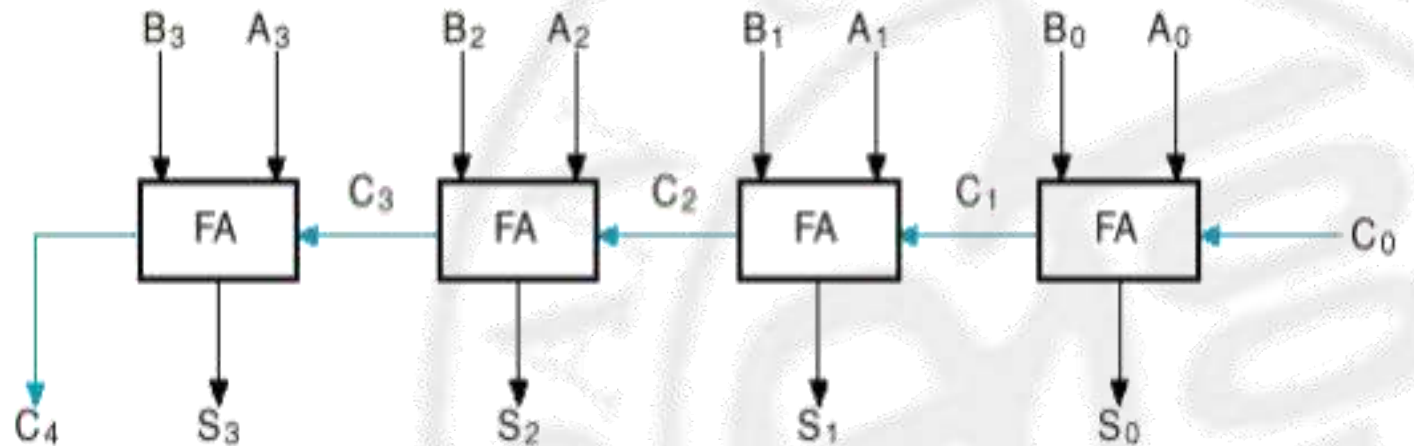 B₃ A₃ B₂ A₂ B₁ A₁ B₀ A₀
C₃ C₂ C₁
FA FA FA FA C₀
C₄ S₃ S₂ S₁ S₀